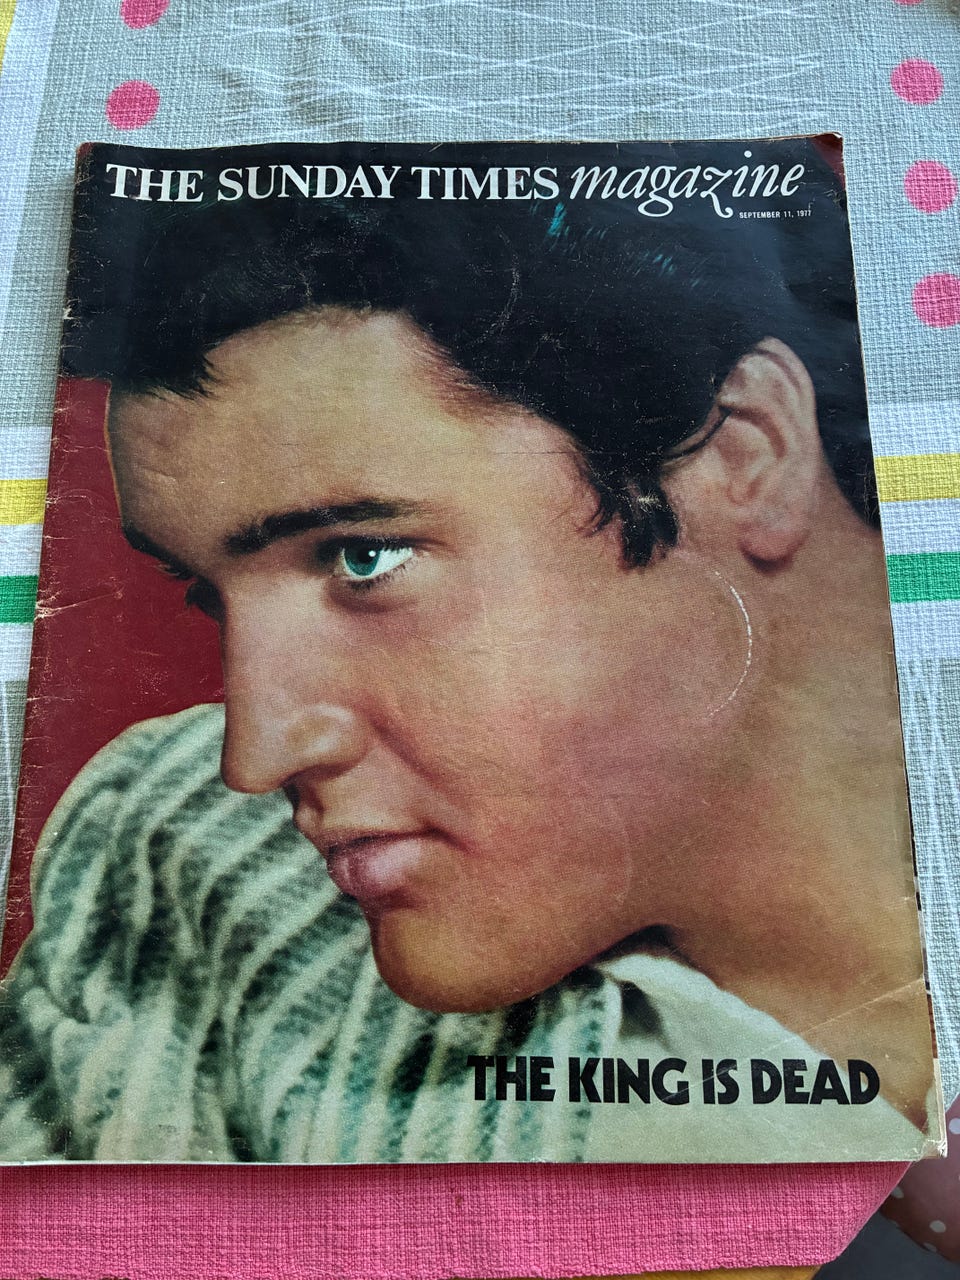 THE SUNDAY TIMES magazine
SEPTEMBER 11, 1977
THE KING IS DEAD